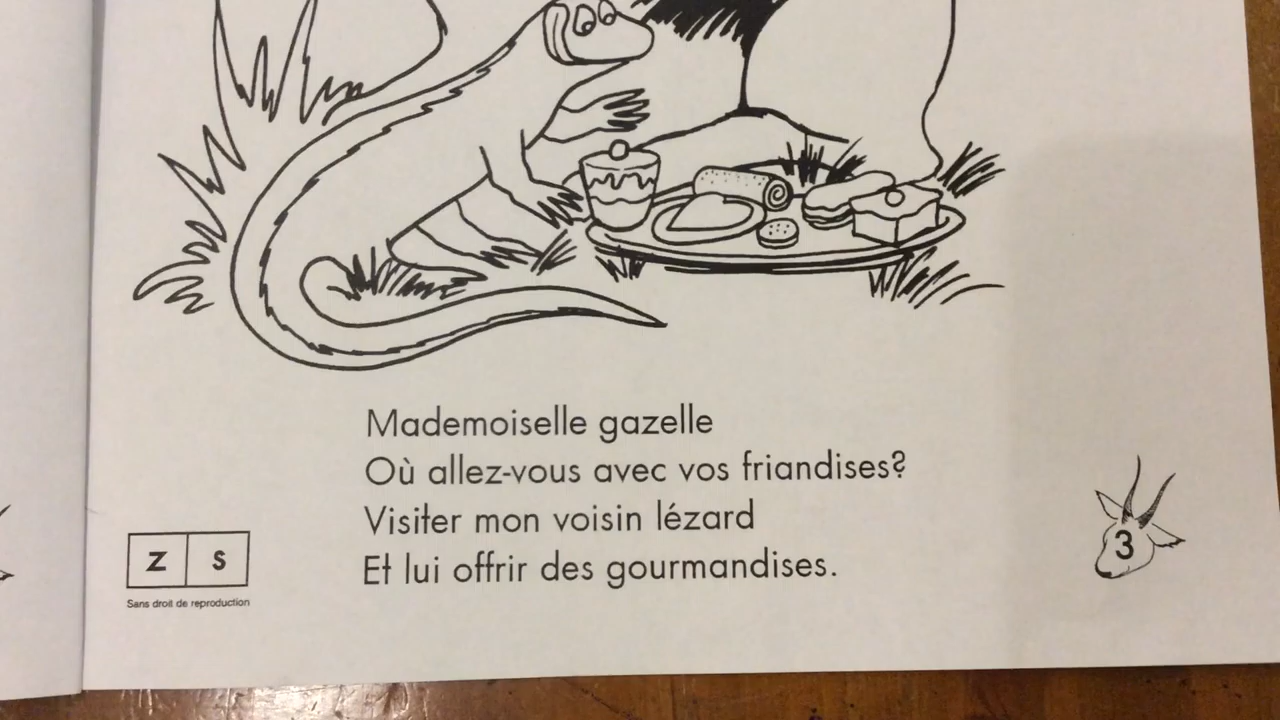 Mademoiselle gazelle
Où allez-vous avec vos friandises?
Visiter mon voisin lézard
Et lui offrir des gourmandises.
z s
Sans droit de reproduction
3